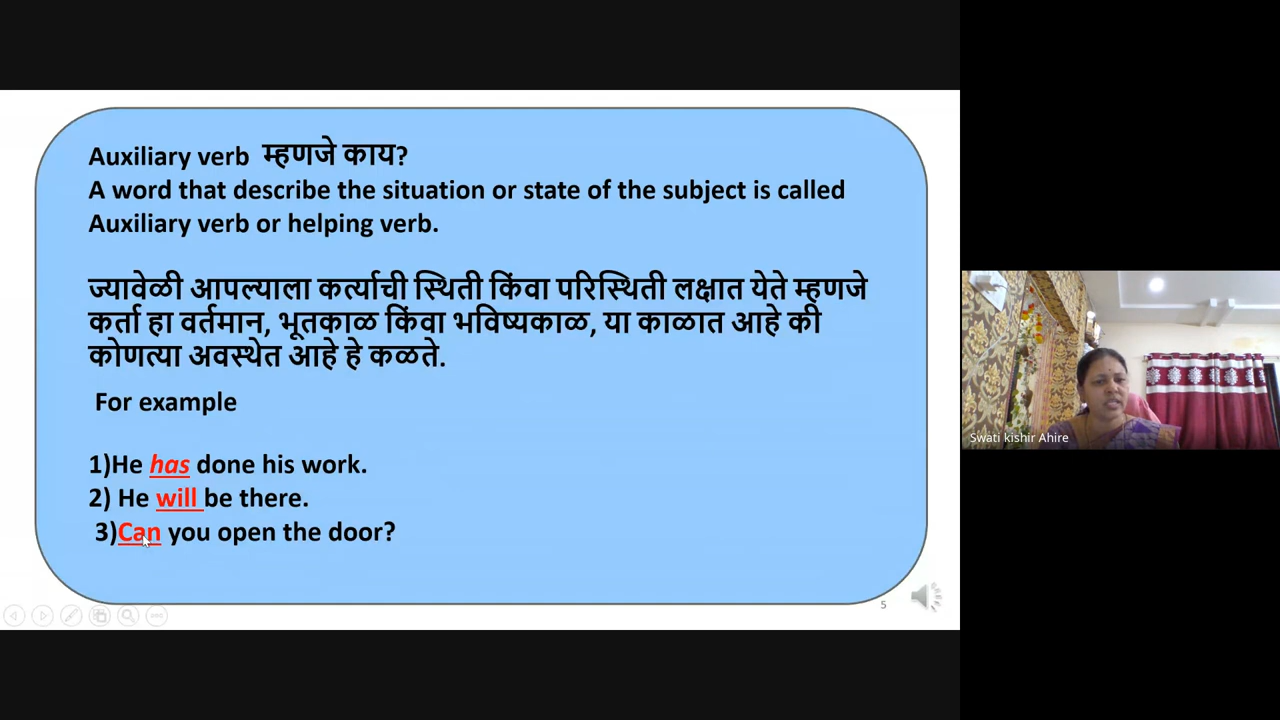 Auxiliary verb म्हणजे काय?
A word that describe the situation or state of the subject is called
Auxiliary verb or helping verb.
ज्यावेळी आपल्याला कर्त्याची स्थिती किंवा परिस्थिती लक्षात येते म्हणजे
कर्ता हा वर्तमान, भूतकाळ किंवा भविष्यकाळ, या काळात आहे की
कोणत्या अवस्थेत आहे हे कळते.
For example
1)He has done his work.
2) He will be there.
3)Can you open the door?
5
Swati kishir Ahire